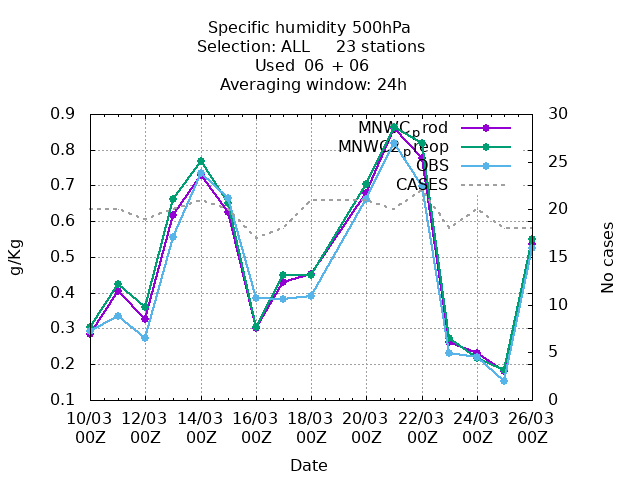 Specific humidity 500hPa
Selection: ALL 23 stations
Used 06 + 06
Averaging window: 24h
0.9
0.8
0.7
0.6
0.5
0.4
0.3
0.2
0.1
g/Kg
30
25
20
15
10
5
0
No cases
MNWC_prod
MNWC2_preop
OBS
CASES
10/03 12/03 14/03 16/03 18/03 20/03 22/03 24/03 26/03
00Z 00Z 00Z 00Z 00Z 00Z 00Z 00Z 00Z
Date